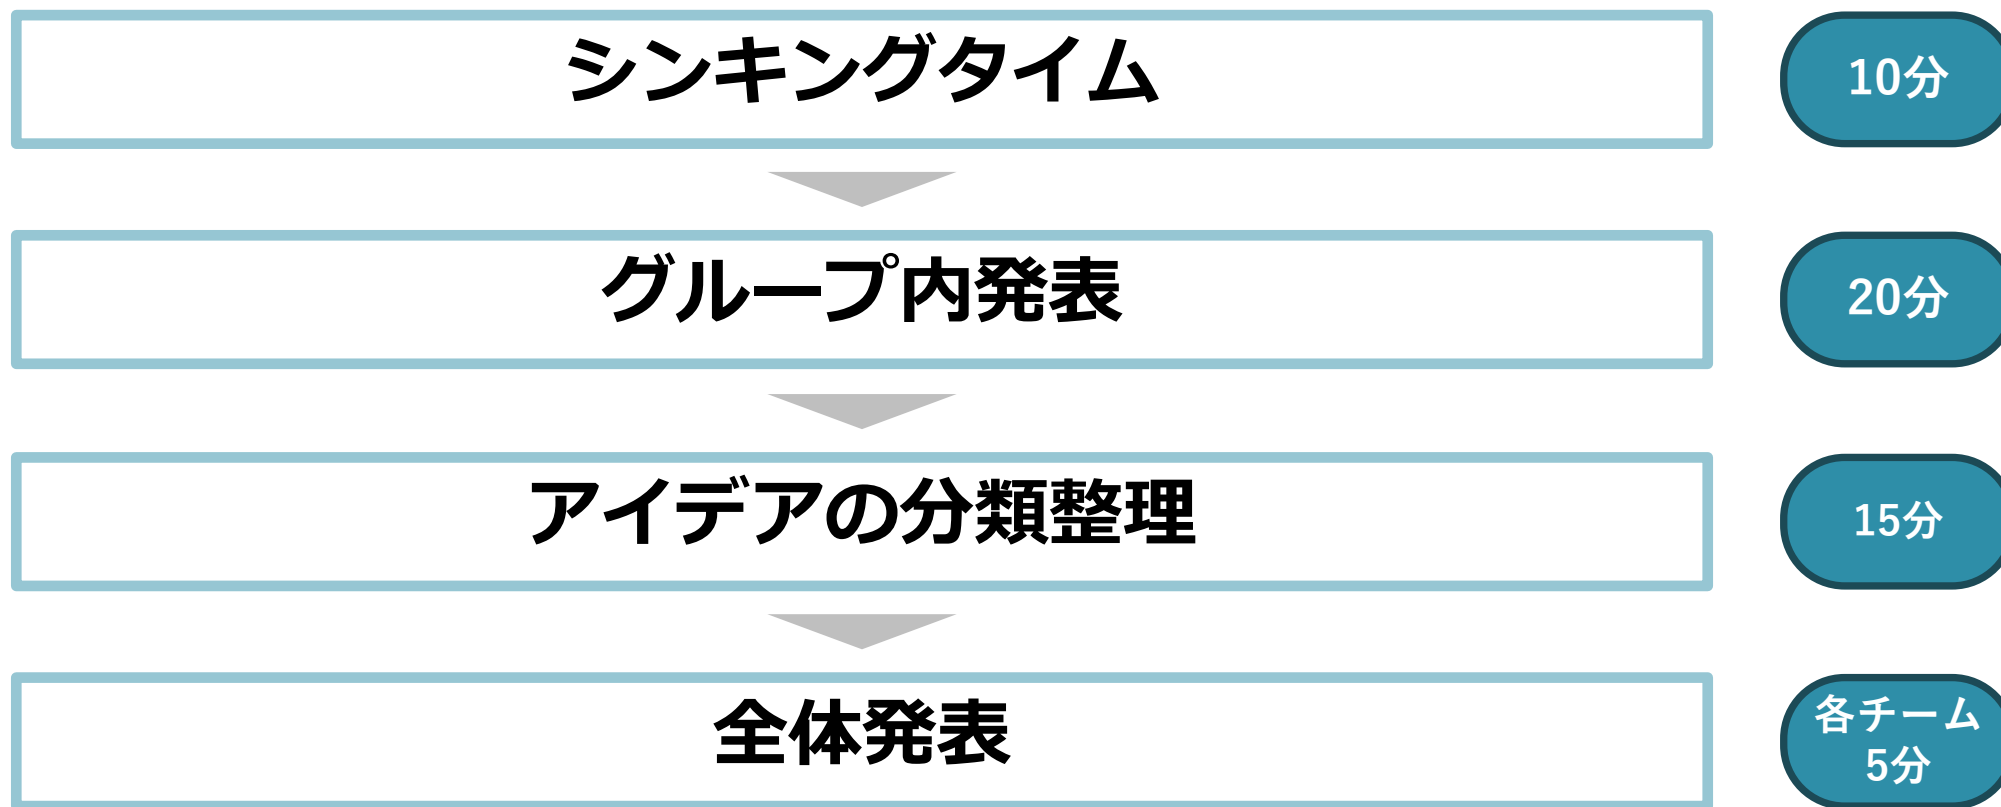 シンキングタイム
10分
グループ内発表
20分
アイデアの分類整理
15分
全体発表
各チーム
5分